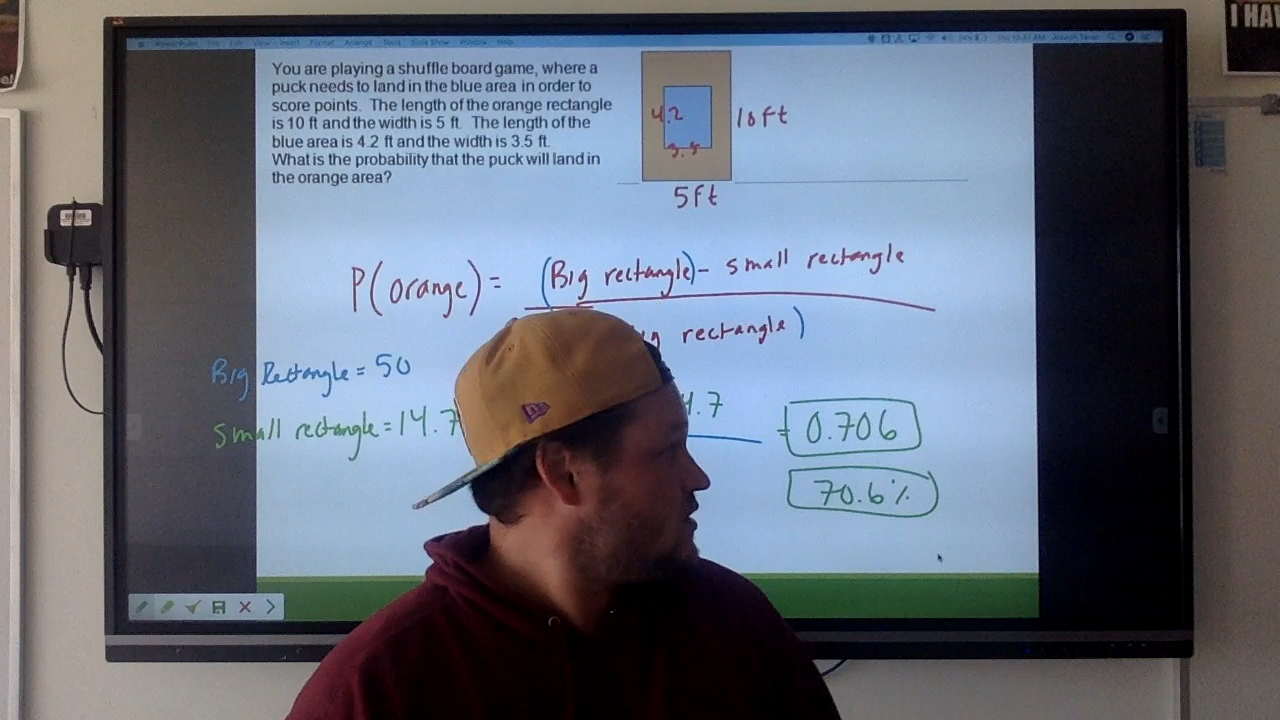 You are playing a shuffle board game, where a
puck needs to land in the blue area in order to
score points. The length of the orange rectangle
is 10 ft and the width is 5 ft. The length of the
blue area is 4.2 ft and the width is 3.5 ft.
What is the probability that the puck will land in
the orange area?
4.2
3.5
10ft
5ft
P(orange) = (Big rectangle) - small rectangle
rectangle)
Big Rectangle = 50
small rectangle = 14.7
.7
= 0.706
70.6%
I HA